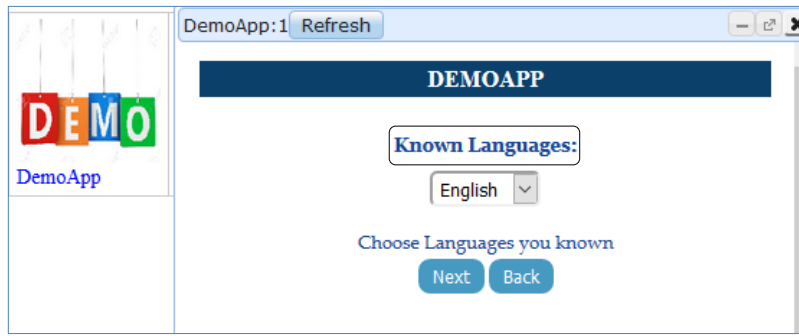 DEMO
DemoApp
DemoApp:1 Refresh
DEMOAPP
Known Languages:
English
Choose Languages you known
Next Back